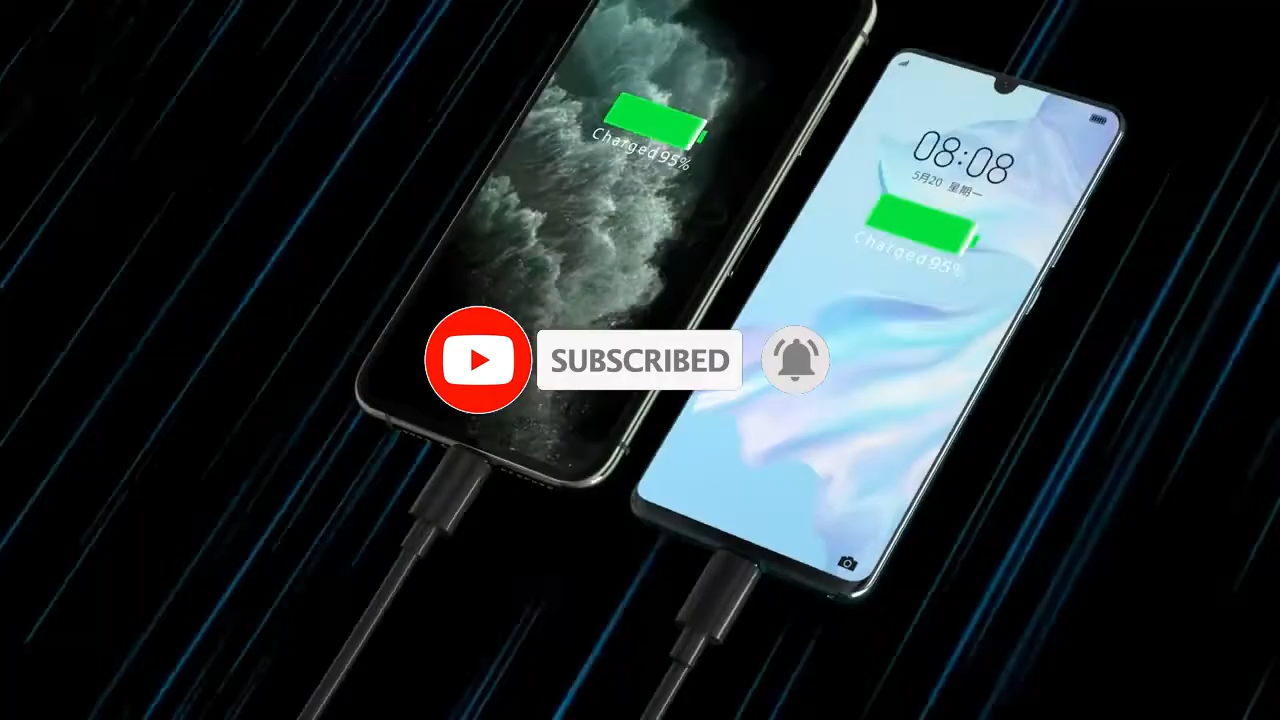 Charged 95%
08:08
5月20 星期一
Charged 95%
SUBSCRIBED